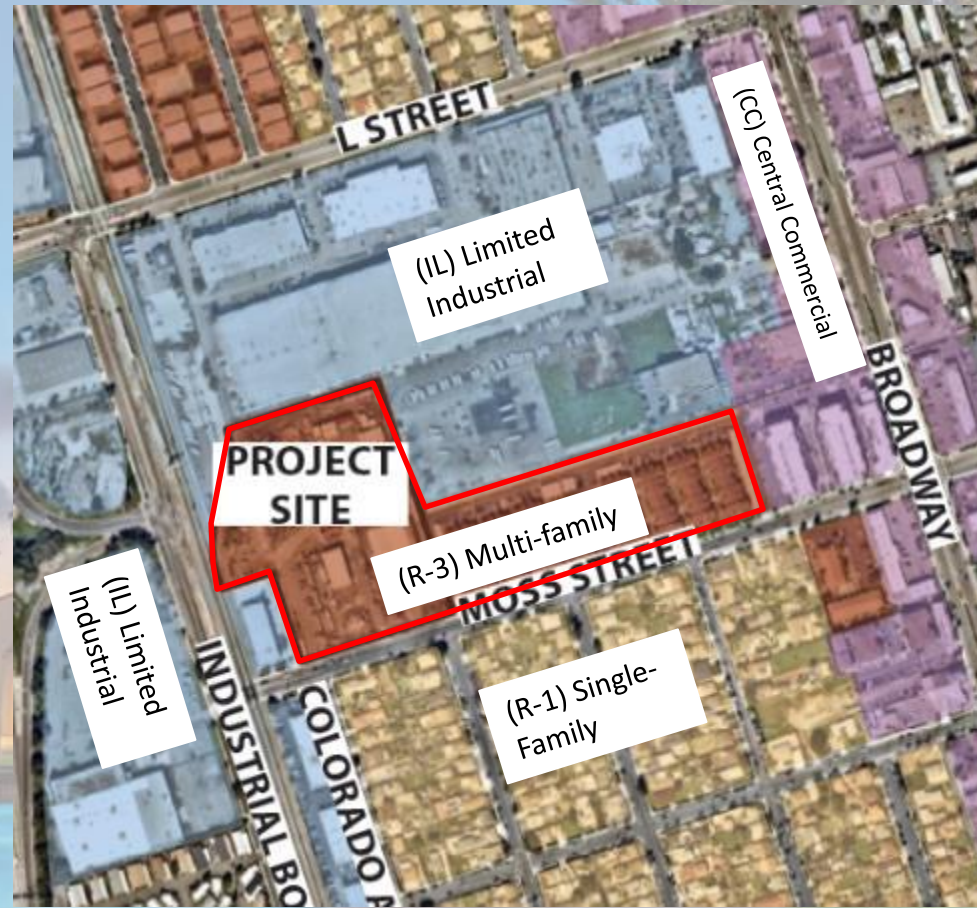 L STREET
(CC) Central Commercial
(IL) Limited
Industrial
BROADWAY
PROJECT
SITE
(R-3) Multi-family
MOSS STREET
(IL) Limited
Industrial
(R-1) Single-
Family
INDUSTRIAL BO
COLORADO A